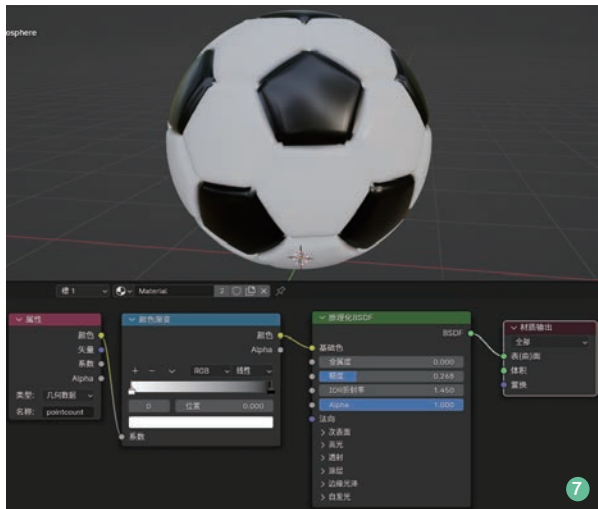 osphere
槽 1
Material
2
属性
颜色
矢量
系数
Alpha
类型: 几何数据
名称: pointcount
颜色渐变
颜色
Alpha
+ −
RGB
线性
0
位置 0.000
系数
原理化BSDF
BSDF
基础色
金属度 0.000
糙度 0.268
IOR折射率 1.450
Alpha 1.000
法向
次表面
高光
透射
涂层
边缘光泽
自发光
材质输出
全部
表(曲)面
体积
置换
7